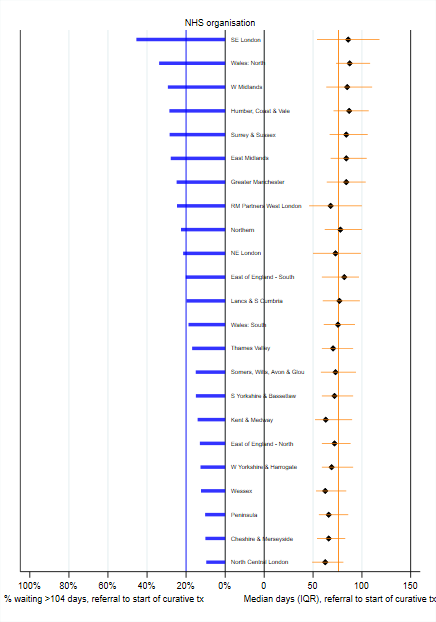 NHS organisation
SE London
Wales: North
W Midlands
Humber, Coast & Vale
Surrey & Sussex
East Midlands
Greater Manchester
RM Partners West London
Northern
NE London
East of England - South
Lancs & S Cumbria
Wales: South
Thames Valley
Somers, Wilts, Avon & Glou
S Yorkshire & Bassetlaw
Kent & Medway
East of England - North
W Yorkshire & Harrogate
Wessex
Peninsula
Cheshire & Merseyside
North Central London
100% 80% 60% 40% 20% 0% 0 50 100 150
% waiting >104 days, referral to start of curative tx Median days (IQR), referral to start of curative tx